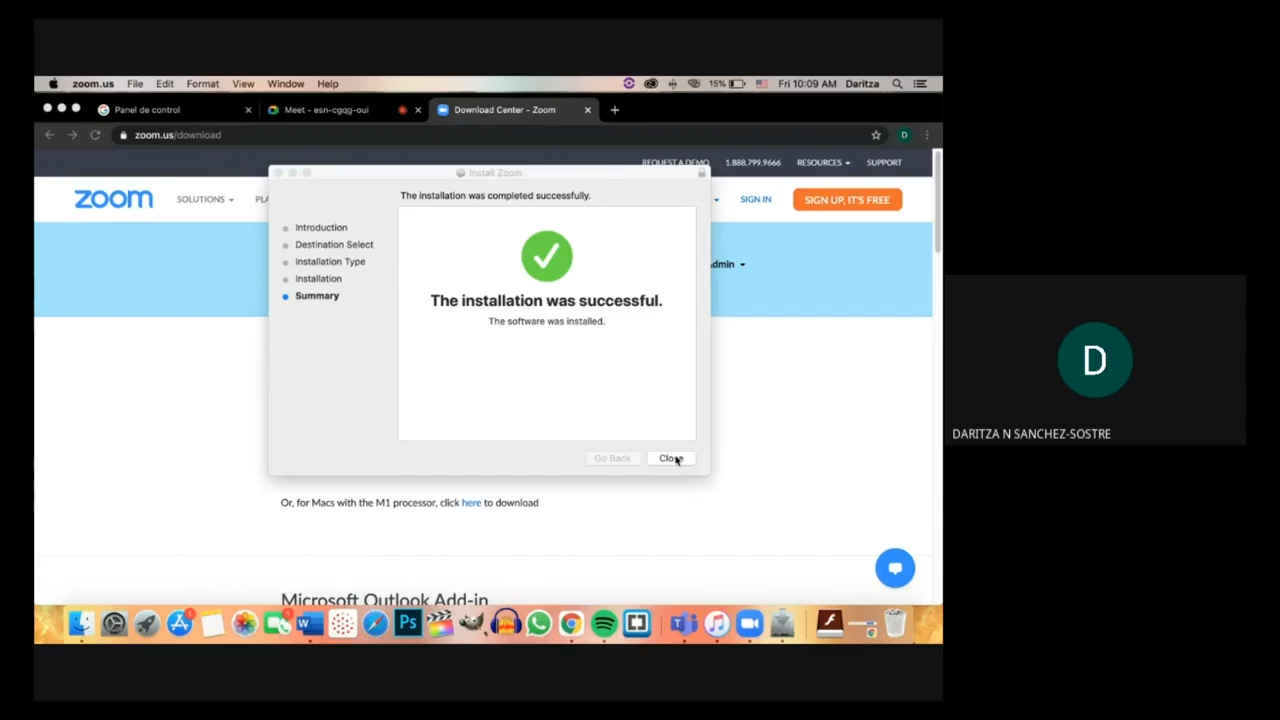 zoom.us File Edit Format View Window Help 15% Fri 10:09 AM Daritza
Panel de control Meet - esn-cgqg-oui Download Center - Zoom
zoom.us/download D
REQUEST A DEMO 1.888.799.9666 RESOURCES SUPPORT
zoom SOLUTIONS SIGN IN SIGN UP, IT'S FREE
Install Zoom
The installation was completed successfully.
Introduction
Destination Select
Installation Type
Installation
Summary
The installation was successful.
The software was installed.
Go Back Close
Or, for Macs with the M1 processor, click here to download
Microsoft Outlook Add-in
Ps
D
DARITZA N SANCHEZ-SOSTRE